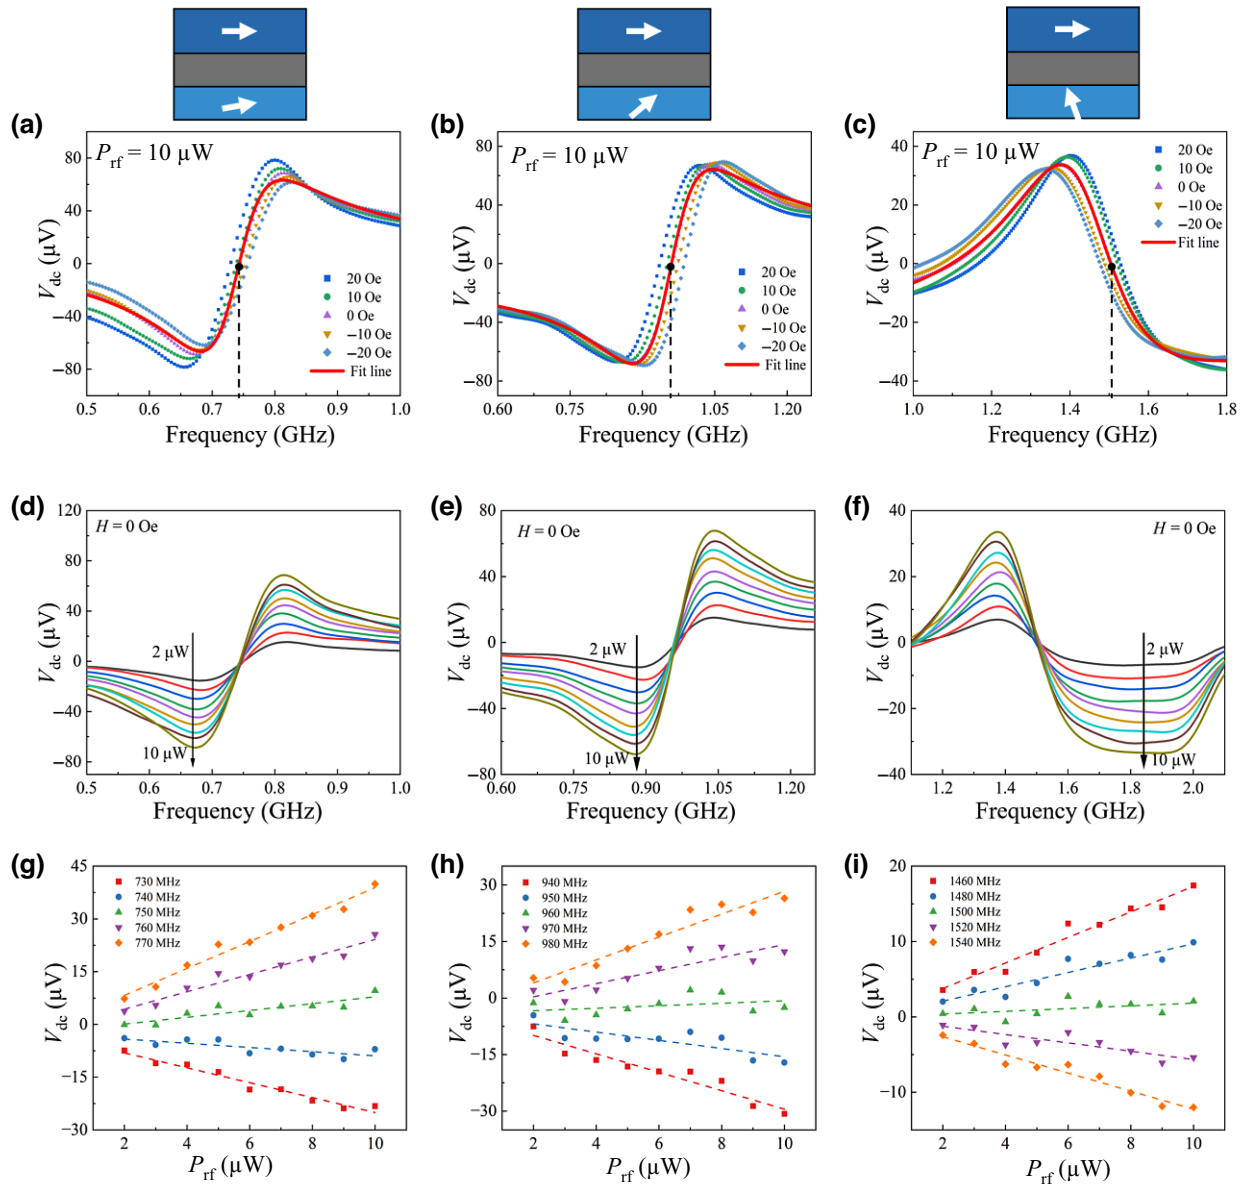 (a)
P_rf = 10 µW
80
40
0
−40
−80
V_dc (µV)
20 Oe
10 Oe
0 Oe
−10 Oe
−20 Oe
Fit line
0.5 0.6 0.7 0.8 0.9 1.0
Frequency (GHz)
(b)
P_rf = 10 µW
80
40
0
−40
−80
V_dc (µV)
20 Oe
10 Oe
0 Oe
−10 Oe
−20 Oe
Fit line
0.60 0.75 0.90 1.05 1.20
Frequency (GHz)
(c)
P_rf = 10 µW
40
20
0
−20
−40
V_dc (µV)
20 Oe
10 Oe
0 Oe
−10 Oe
−20 Oe
Fit line
1.0 1.2 1.4 1.6 1.8
Frequency (GHz)
(d)
H = 0 Oe
120
80
40
0
−40
−80
V_dc (µV)
2 µW
10 µW
0.5 0.6 0.7 0.8 0.9 1.0
Frequency (GHz)
(e)
H = 0 Oe
80
40
0
−40
−80
V_dc (µV)
2 µW
10 µW
0.60 0.75 0.90 1.05 1.20
Frequency (GHz)
(f)
H = 0 Oe
40
20
0
−20
−40
V_dc (µV)
2 µW
10 µW
1.2 1.4 1.6 1.8 2.0
Frequency (GHz)
(g)
45
30
15
0
−15
−30
V_dc (µV)
730 MHz
740 MHz
750 MHz
760 MHz
770 MHz
2 4 6 8 10
P_rf (µW)
(h)
30
15
0
−15
−30
V_dc (µV)
940 MHz
950 MHz
960 MHz
970 MHz
980 MHz
2 4 6 8 10
P_rf (µW)
(i)
20
10
0
−10
V_dc (µV)
1460 MHz
1480 MHz
1500 MHz
1520 MHz
1540 MHz
2 4 6 8 10
P_rf (µW)